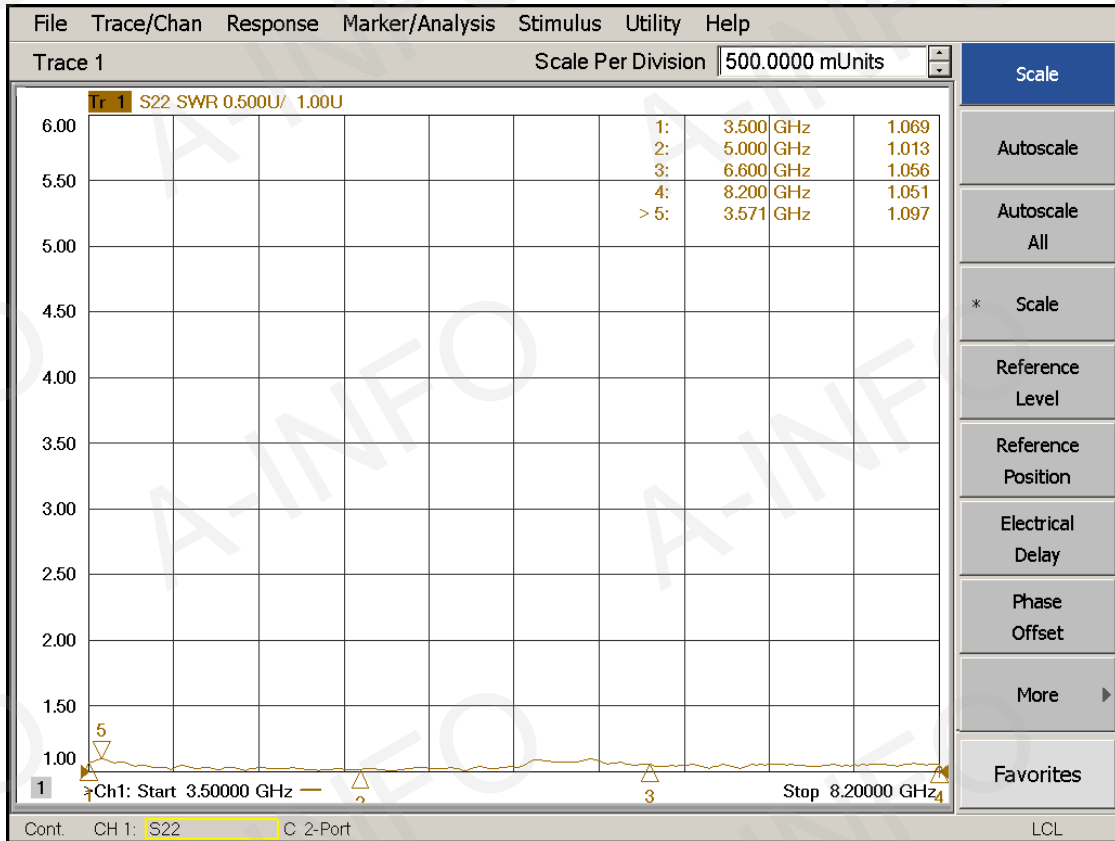 File Trace/Chan Response Marker/Analysis Stimulus Utility Help
Trace 1 Scale Per Division 500.0000 mUnits
Scale
Tr 1 S22 SWR 0.500U/ 1.00U
6.00
5.50
5.00
4.50
4.00
3.50
3.00
2.50
2.00
1.50
1.00
1: 3.500 GHz 1.069
2: 5.000 GHz 1.013
3: 6.600 GHz 1.056
4: 8.200 GHz 1.051
> 5: 3.571 GHz 1.097
5
1
2
3
4
1 >Ch1: Start 3.50000 GHz — Stop 8.20000 GHz
Autoscale
Autoscale
All
* Scale
Reference
Level
Reference
Position
Electrical
Delay
Phase
Offset
More
Favorites
Cont. CH 1: S22 C 2-Port LCL
A-INFO
A-INFO
A-INFO
A-INFO